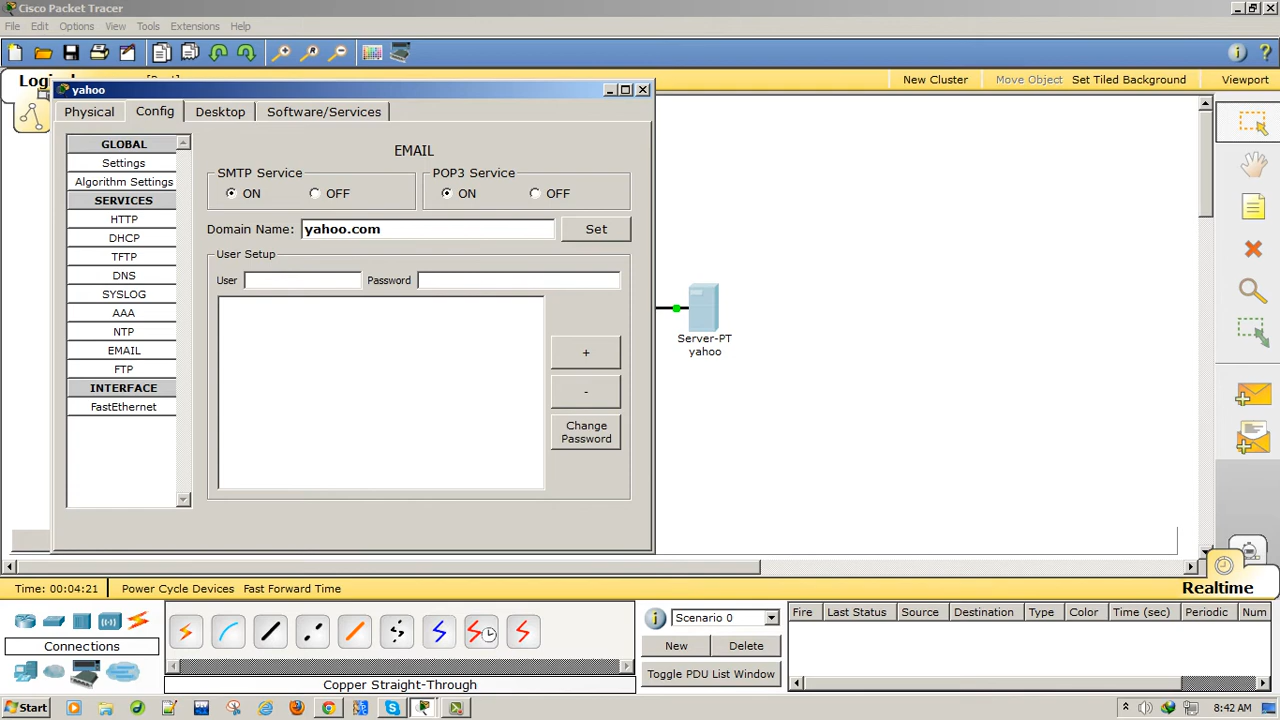 Cisco Packet Tracer
File Edit Options View Tools Extensions Help
New Cluster Move Object Set Tiled Background Viewport
yahoo
Physical Config Desktop Software/Services
GLOBAL
Settings
Algorithm Settings
SERVICES
HTTP
DHCP
TFTP
DNS
SYSLOG
AAA
NTP
EMAIL
FTP
INTERFACE
FastEthernet
EMAIL
SMTP Service
ON OFF
POP3 Service
ON OFF
Domain Name: yahoo.com Set
User Setup
User Password
+
-
Change
Password
Server-PT
yahoo
Time: 00:04:21 Power Cycle Devices Fast Forward Time
Realtime
Connections
Copper Straight-Through
Scenario 0
New Delete
Toggle PDU List Window
Fire Last Status Source Destination Type Color Time (sec) Periodic Num
Start
8:42 AM